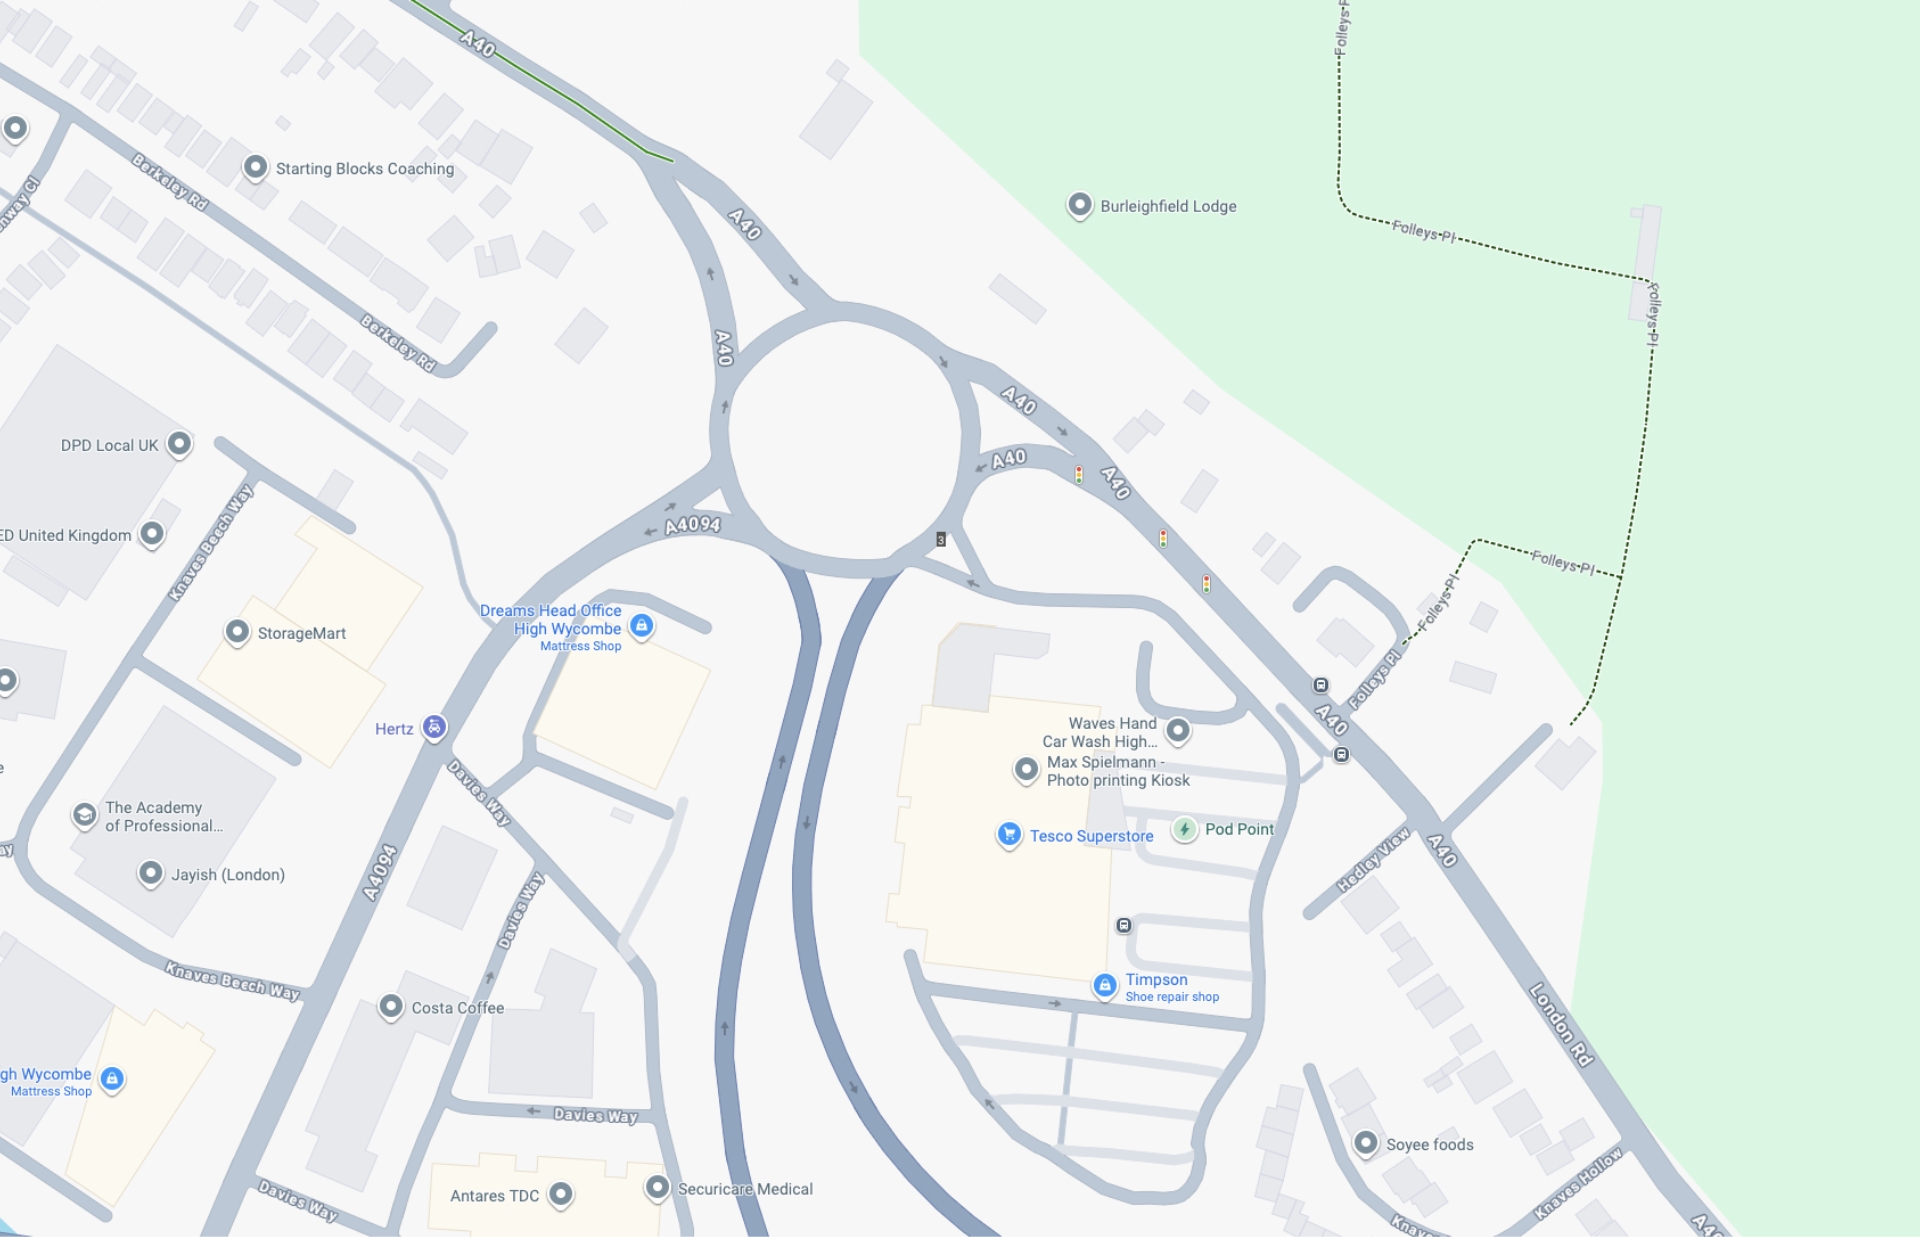 A40
Folleys P
Starting Blocks Coaching
Berkeley Rd
Burleighfield Lodge
A40
Folleys Pl
Berkeley Rd
A40
Folleys Pl
A40
DPD Local UK
A40
A40
A4094
ED United Kingdom
Knaves Beech Way
3
Folleys Pl
Folleys Pl
Dreams Head Office
High Wycombe
Mattress Shop
StorageMart
Folleys Pl
Hertz
A40
Waves Hand
Car Wash High...
Max Spielmann -
Photo printing Kiosk
Davies Way
The Academy
of Professional...
Tesco Superstore
Pod Point
A4094
Jayish (London)
Hedley View
A40
Davies Way
Knaves Beech Way
Timpson
Shoe repair shop
Costa Coffee
London Rd
gh Wycombe
Mattress Shop
Davies Way
Soyee foods
Antares TDC
Securicare Medical
Davies Way
Knaves Hollow
Knaves
A40